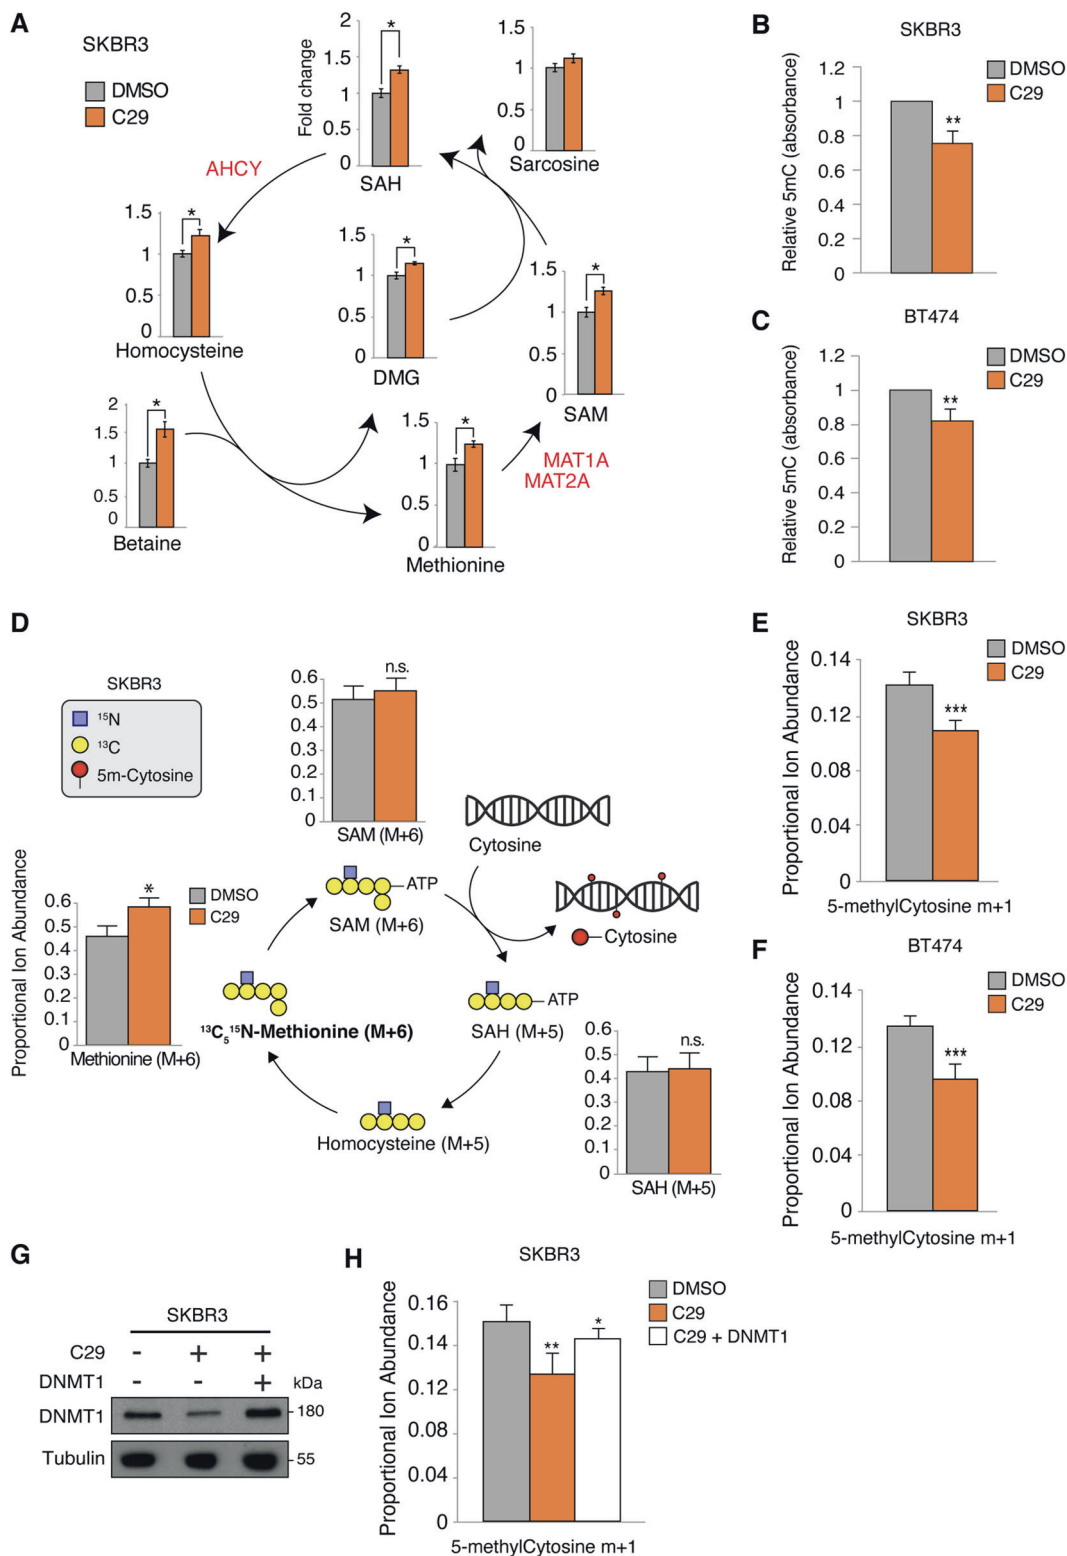 A
SKBR3
DMSO
C29
Fold change
2
1.5
1
0.5
0
SAH
*
1.5
1
0.5
0
Sarcosine
AHCY
1.5
1
0.5
0
*
Homocysteine
1.5
1
0.5
0
*
DMG
1.5
1
0.5
0
*
SAM
2
1.5
1
0.5
0
*
Betaine
1.5
1
0.5
0
*
Methionine
MAT1A
MAT2A
B
SKBR3
DMSO
C29
Relative 5mC (absorbance)
1.2
1
0.8
0.6
0.4
0.2
0
**
C
BT474
DMSO
C29
Relative 5mC (absorbance)
1.2
1
0.8
0.6
0.4
0.2
0
**
D
SKBR3
15N
13C
5m-Cytosine
0.6
0.5
0.4
0.3
0.2
0.1
0
n.s.
SAM (M+6)
Cytosine
Proportional Ion Abundance
0.6
0.5
0.4
0.3
0.2
0.1
0
*
DMSO
C29
Methionine (M+6)
ATP
SAM (M+6)
Cytosine
13C5 15N-Methionine (M+6)
ATP
SAH (M+5)
Homocysteine (M+5)
0.6
0.5
0.4
0.3
0.2
0.1
0
n.s.
SAH (M+5)
E
SKBR3
DMSO
C29
Proportional Ion Abundance
0.14
0.12
0.08
0.04
0
***
5-methylCytosine m+1
F
BT474
DMSO
C29
Proportional Ion Abundance
0.14
0.12
0.08
0.04
0
***
5-methylCytosine m+1
G
SKBR3
C29 - + +
DNMT1 - - + kDa
DNMT1 -180
Tubulin -55
H
SKBR3
DMSO
C29
C29 + DNMT1
Proportional Ion Abundance
0.16
0.14
0.12
0.08
0.04
0
**
*
5-methylCytosine m+1